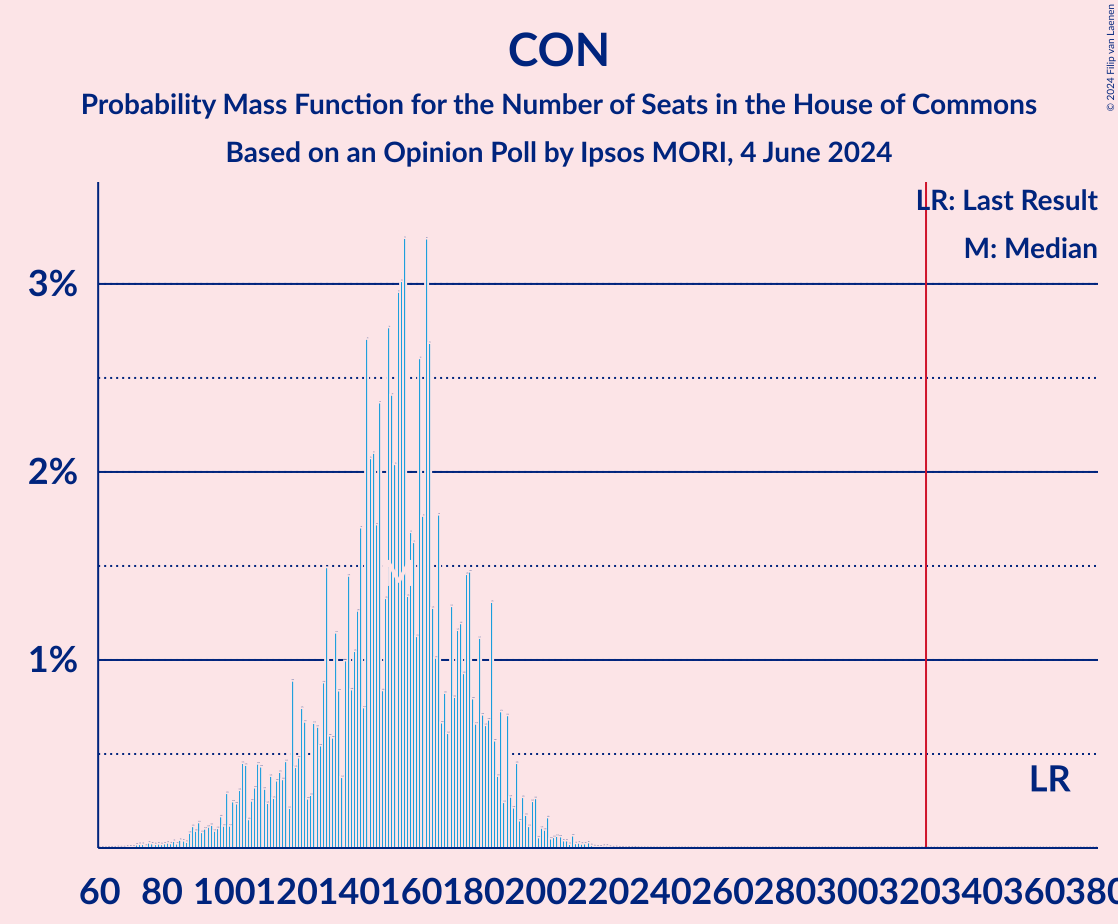 CON
Probability Mass Function for the Number of Seats in the House of Commons
Based on an Opinion Poll by Ipsos MORI, 4 June 2024
© 2024 Filip van Laenen
LR: Last Result
M: Median
3%
2%
1%
M
LR
60 80 100 120 140 160 180 200 220 240 260 280 300 320 340 360 380